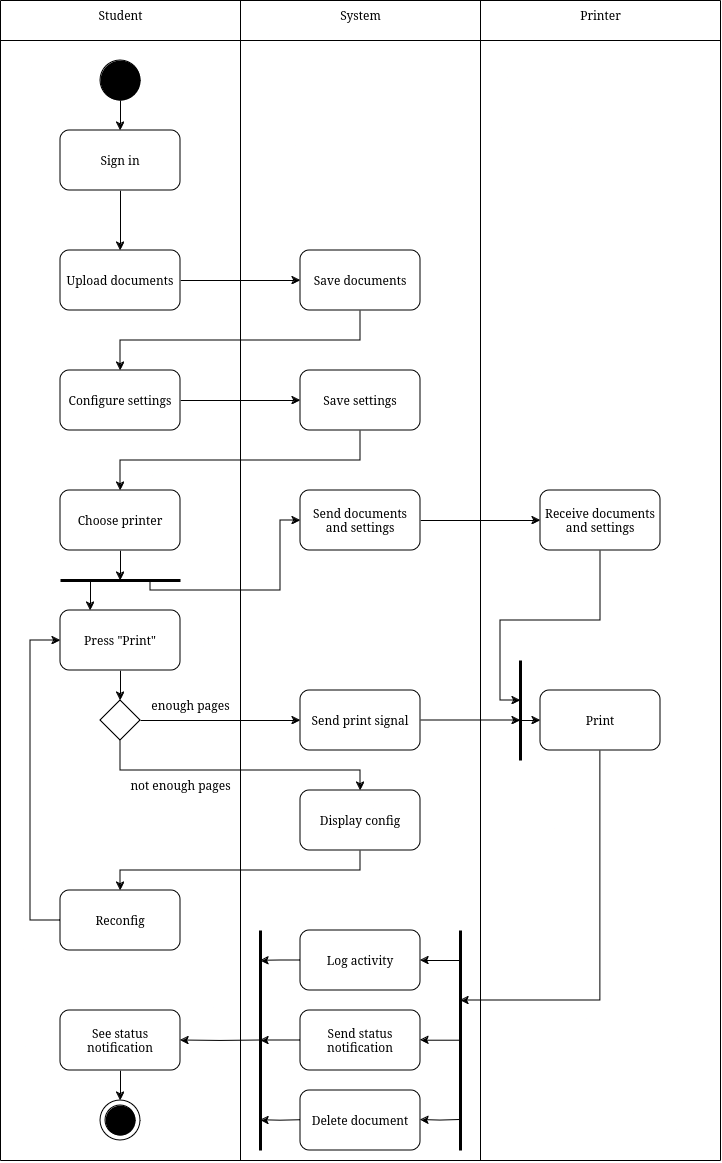 Student
System
Printer
Sign in
Upload documents
Save documents
Configure settings
Save settings
Choose printer
Send documents
and settings
Receive documents
and settings
Press "Print"
enough pages
Send print signal
Print
not enough pages
Display config
Reconfig
Log activity
See status
notification
Send status
notification
Delete document